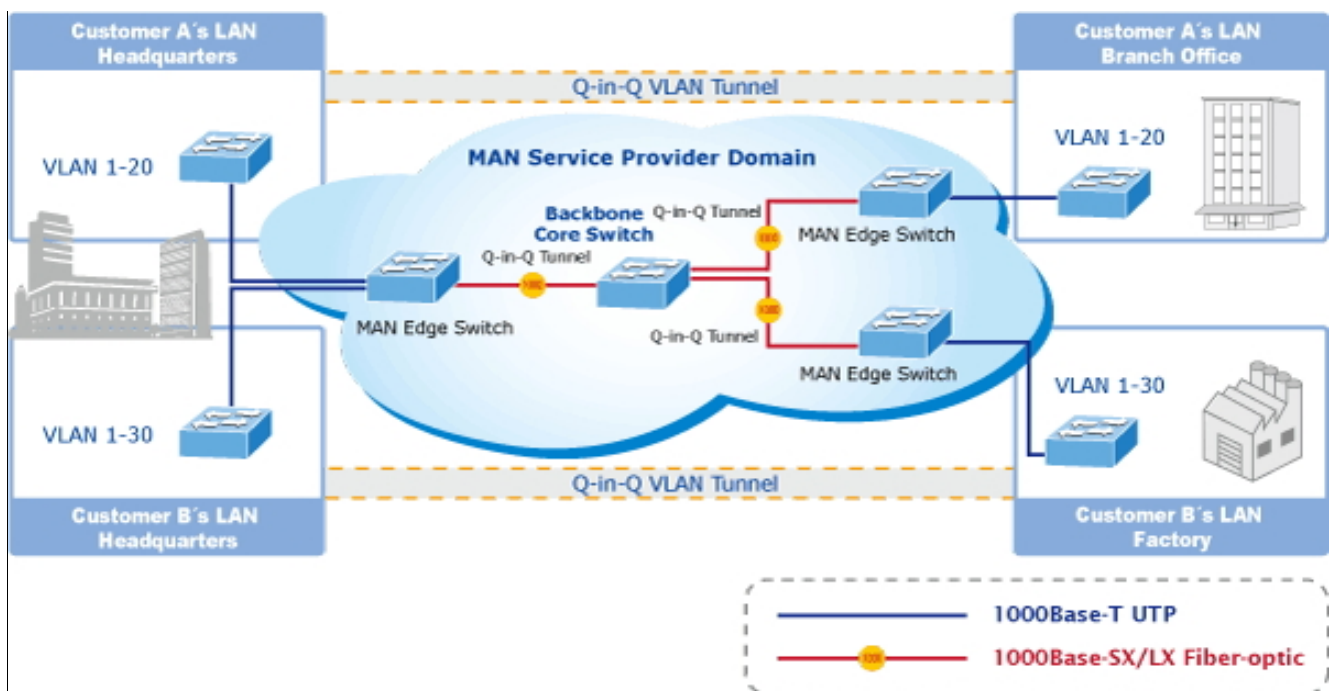 Customer A´s LAN
Headquarters
Customer A´s LAN
Branch Office
Q-in-Q VLAN Tunnel
VLAN 1-20
MAN Service Provider Domain
VLAN 1-20
Backbone
Core Switch
Q-in-Q Tunnel
MAN Edge Switch
Q-in-Q Tunnel
MAN Edge Switch
Q-in-Q Tunnel
MAN Edge Switch
VLAN 1-30
VLAN 1-30
Q-in-Q VLAN Tunnel
Customer B´s LAN
Headquarters
Customer B´s LAN
Factory
1000Base-T UTP
1000Base-SX/LX Fiber-optic